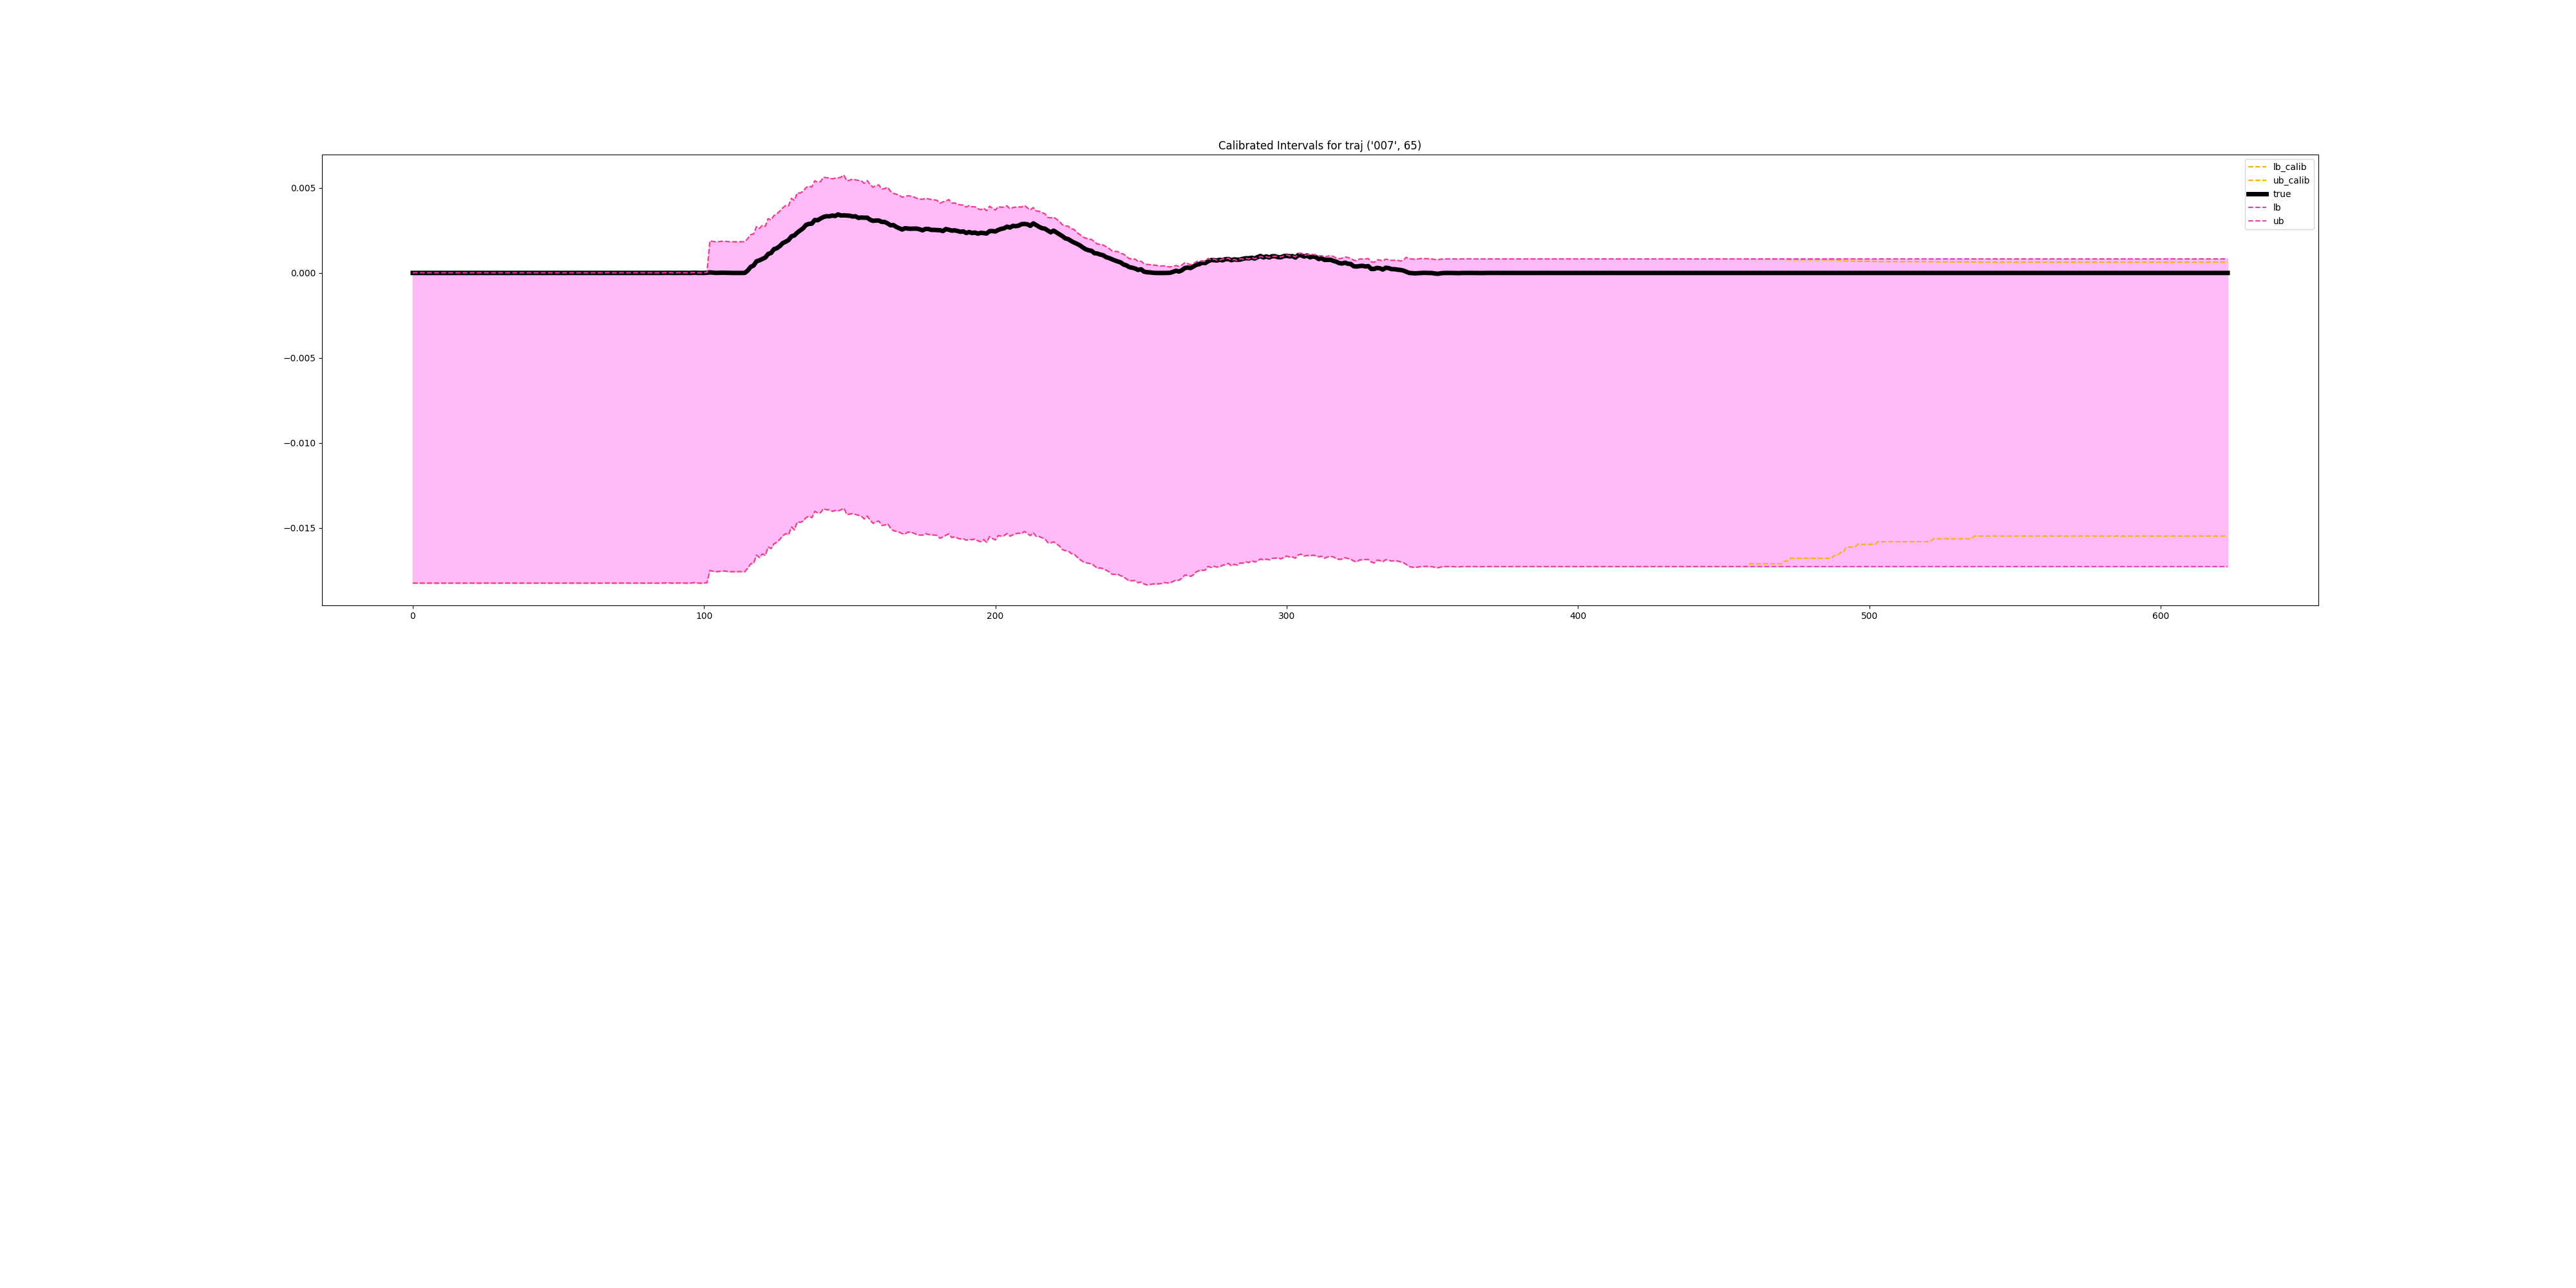 Calibrated Intervals for traj ('007', 65)
lb_calib
ub_calib
true
lb
ub
0.005
0.000
−0.005
−0.010
−0.015
0 100 200 300 400 500 600